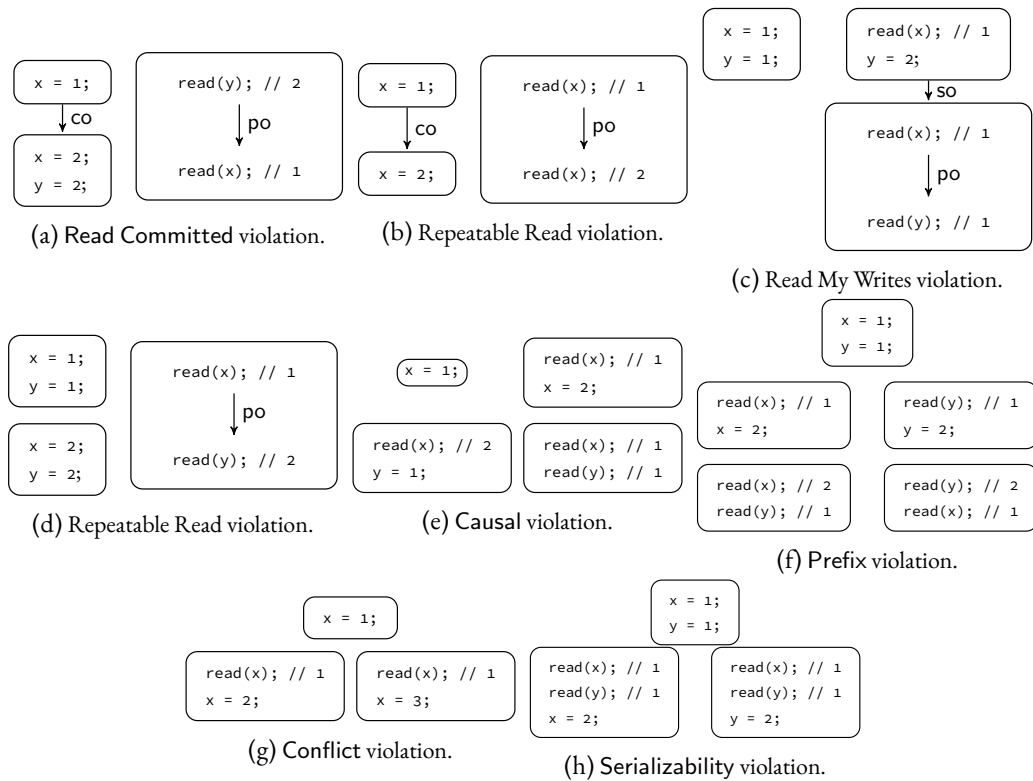 x = 1;
co
x = 2;
y = 2;
read(y); // 2
po
read(x); // 1
(a) Read Committed violation.
x = 1;
co
x = 2;
read(x); // 1
po
read(x); // 2
(b) Repeatable Read violation.
x = 1;
y = 1;
read(x); // 1
y = 2;
so
read(x); // 1
po
read(y); // 1
(c) Read My Writes violation.
x = 1;
y = 1;
x = 2;
y = 2;
read(x); // 1
po
read(y); // 2
(d) Repeatable Read violation.
x = 1;
read(x); // 1
x = 2;
read(x); // 2
y = 1;
read(x); // 1
read(y); // 1
(e) Causal violation.
x = 1;
y = 1;
read(x); // 1
x = 2;
read(y); // 1
y = 2;
read(x); // 2
read(y); // 1
read(y); // 2
read(x); // 1
(f) Prefix violation.
x = 1;
read(x); // 1
x = 2;
read(x); // 1
x = 3;
(g) Conflict violation.
x = 1;
y = 1;
read(x); // 1
read(y); // 1
x = 2;
read(x); // 1
read(y); // 1
y = 2;
(h) Serializability violation.